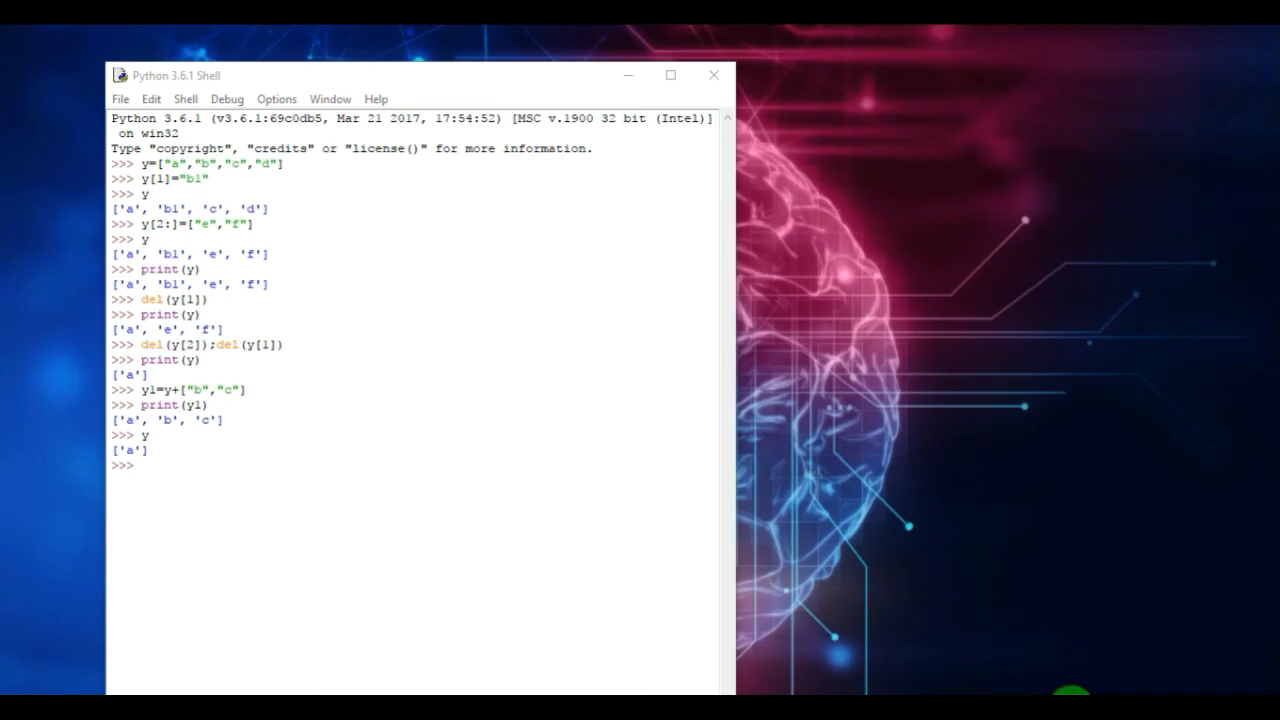 Python 3.6.1 Shell
File Edit Shell Debug Options Window Help
Python 3.6.1 (v3.6.1:69c0db5, Mar 21 2017, 17:54:52) [MSC v.1900 32 bit (Intel)]
on win32
Type "copyright", "credits" or "license()" for more information.
>>> y=["a","b","c","d"]
>>> y[1]="b1"
>>> y
['a', 'b1', 'c', 'd']
>>> y[2:]=["e","f"]
>>> y
['a', 'b1', 'e', 'f']
>>> print(y)
['a', 'b1', 'e', 'f']
>>> del(y[1])
>>> print(y)
['a', 'e', 'f']
>>> del(y[2]);del(y[1])
>>> print(y)
['a']
>>> y1=y+["b","c"]
>>> print(y1)
['a', 'b', 'c']
>>> y
['a']
>>>